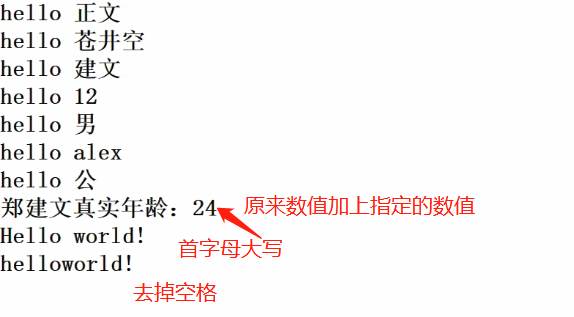 hello 正文
hello 苍井空
hello 建文
hello 12
hello 男
hello alex
hello 公
郑建文真实年龄：24 原来数值加上指定的数值
Hello world! 首字母大写
helloworld!
去掉空格